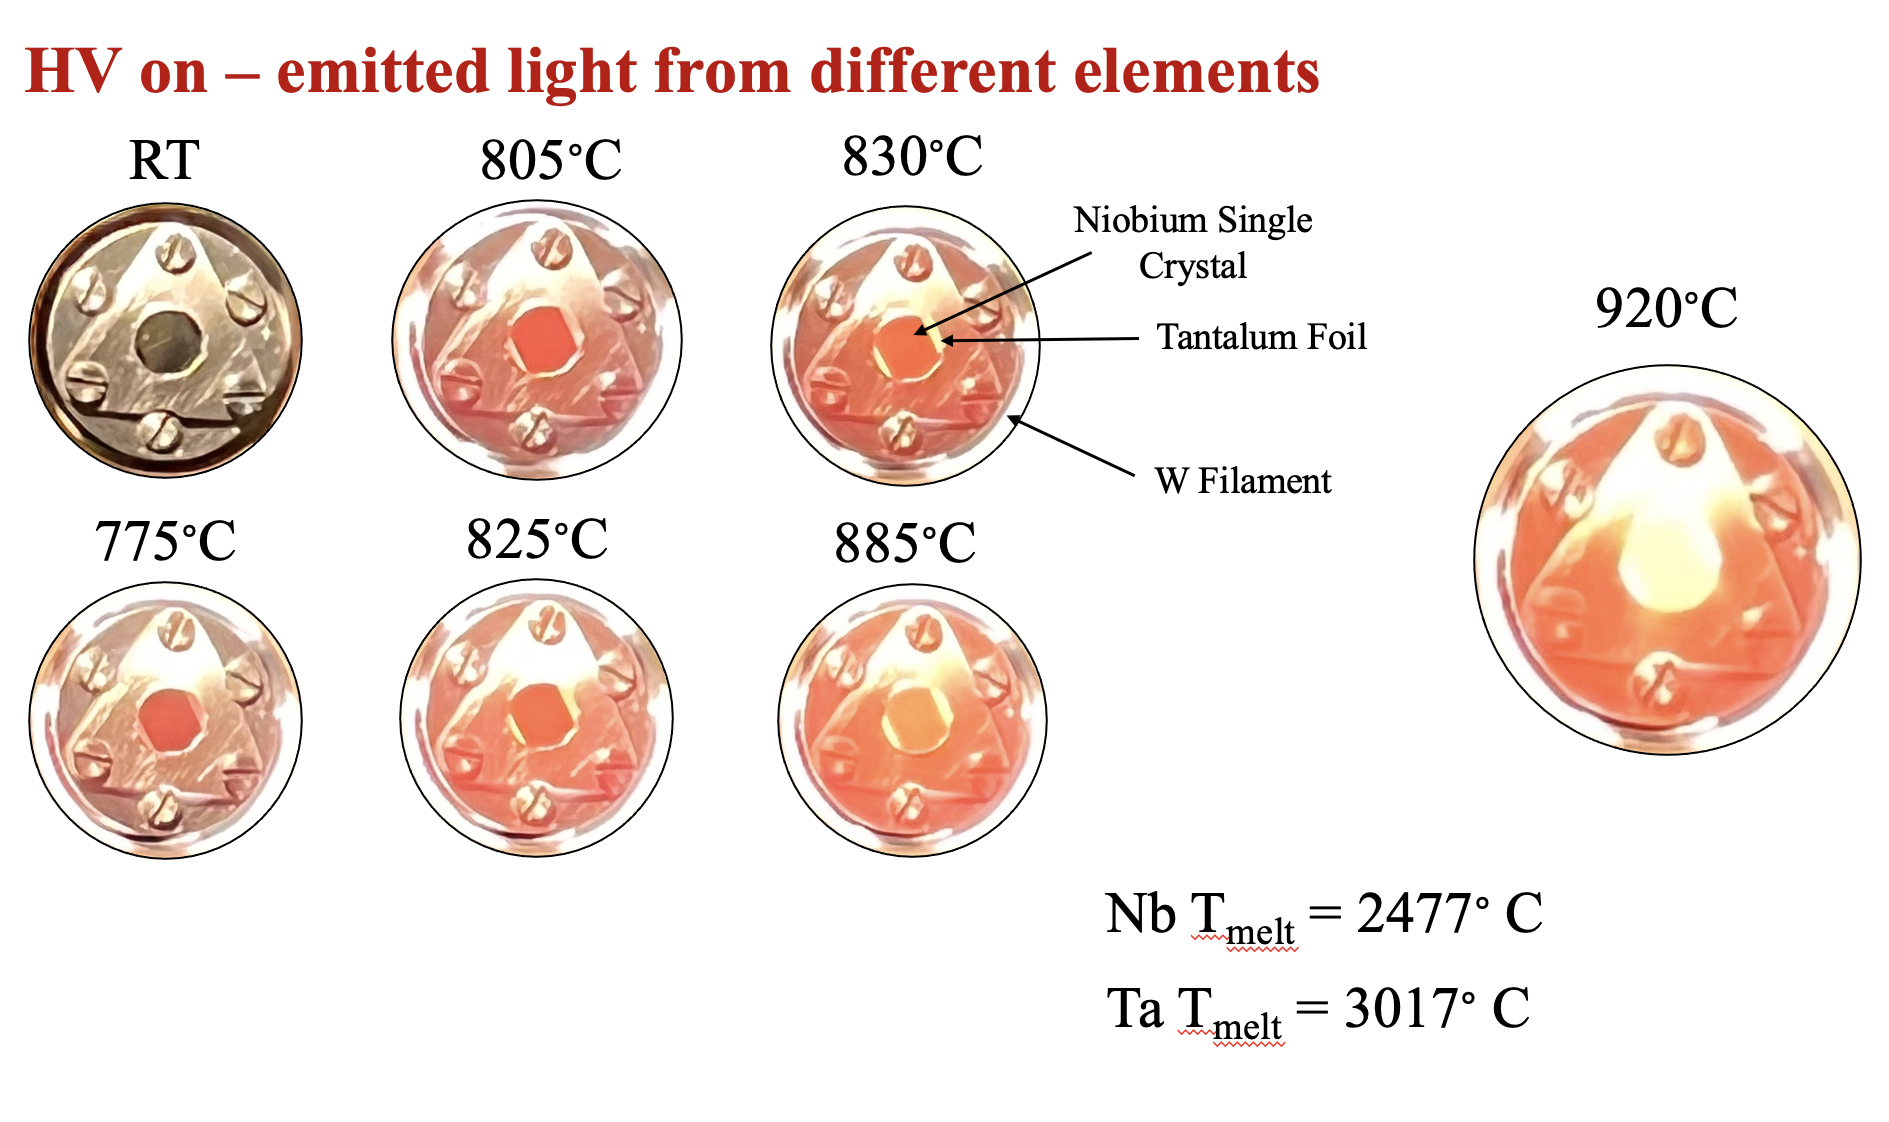 HV on – emitted light from different elements
RT
805°C
830°C
Niobium Single
Crystal
Tantalum Foil
W Filament
920°C
775°C
825°C
885°C
Nb Tmelt = 2477° C
Ta Tmelt = 3017° C